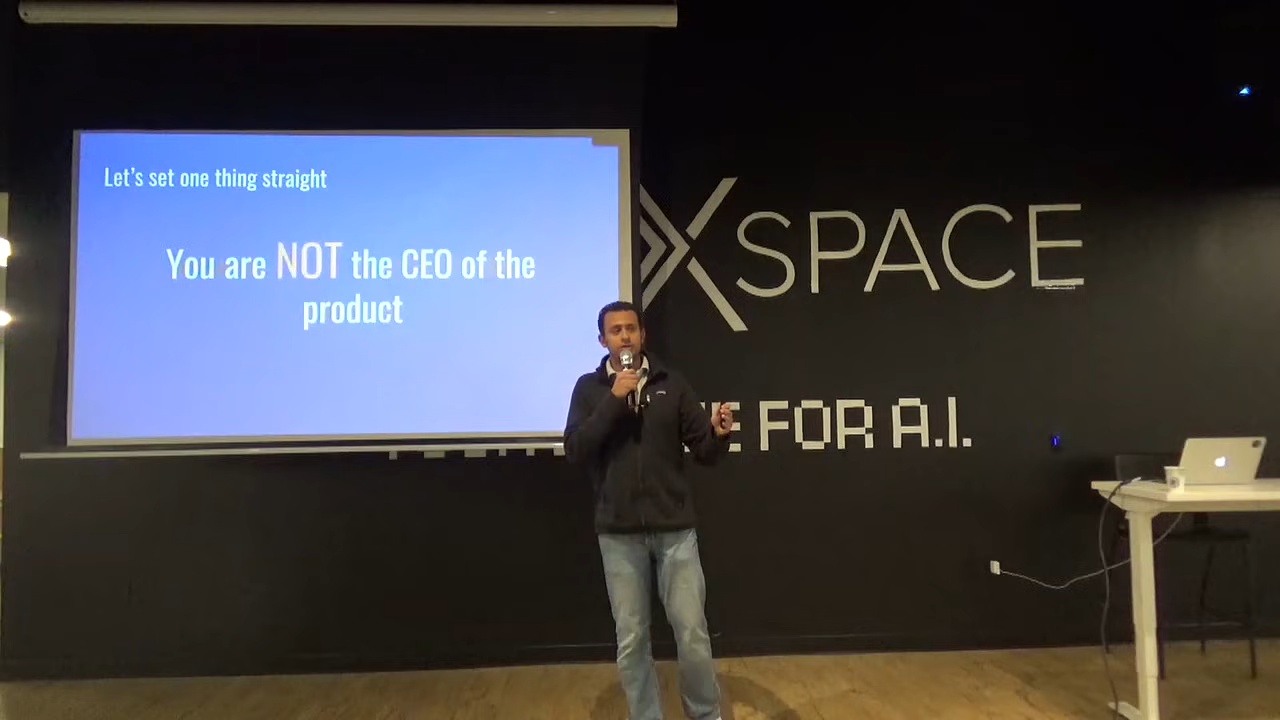 Let's set one thing straight
You are NOT the CEO of the
product
XSPACE
FOR A.I.